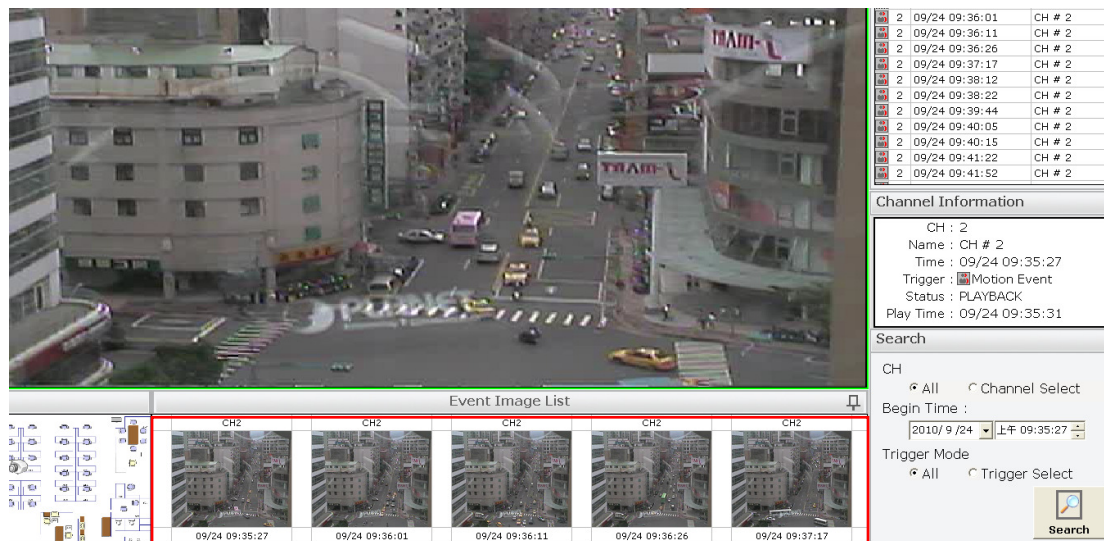 2 09/24 09:36:01 CH # 2
2 09/24 09:36:11 CH # 2
2 09/24 09:36:26 CH # 2
2 09/24 09:37:17 CH # 2
2 09/24 09:38:12 CH # 2
2 09/24 09:38:22 CH # 2
2 09/24 09:39:44 CH # 2
2 09/24 09:40:05 CH # 2
2 09/24 09:40:15 CH # 2
2 09/24 09:41:22 CH # 2
2 09/24 09:41:52 CH # 2
Channel Information
CH : 2
Name : CH # 2
Time : 09/24 09:35:27
Trigger : Motion Event
Status : PLAYBACK
Play Time : 09/24 09:35:31
Search
CH
All Channel Select
Begin Time :
2010/ 9 /24 上午 09:35:27
Trigger Mode
All Trigger Select
Search
Event Image List
CH2 CH2 CH2 CH2 CH2
09/24 09:35:27 09/24 09:36:01 09/24 09:36:11 09/24 09:36:26 09/24 09:37:17